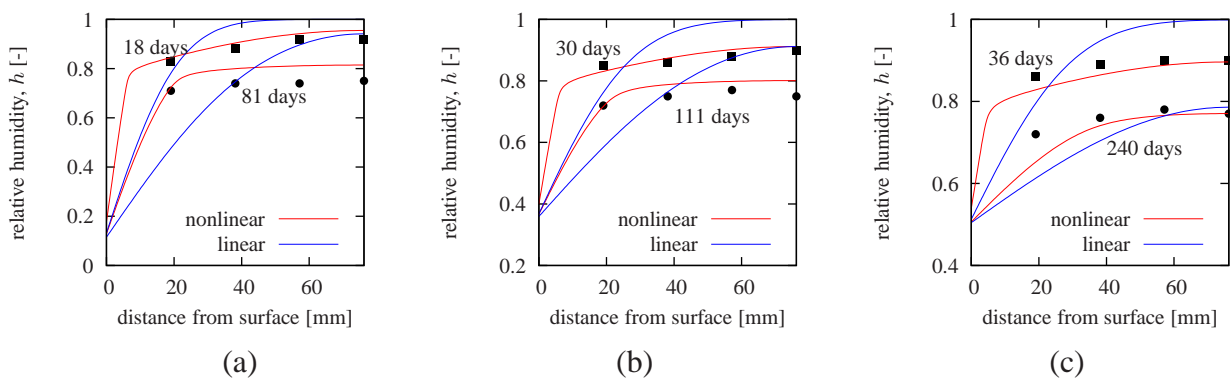 relative humidity, h [-]
1
0.8
0.6
0.4
0.2
0
18 days
81 days
nonlinear
linear
0 20 40 60
distance from surface [mm]
(a)
relative humidity, h [-]
1
0.8
0.6
0.4
0.2
30 days
111 days
nonlinear
linear
0 20 40 60
distance from surface [mm]
(b)
relative humidity, h [-]
1
0.8
0.6
0.4
36 days
240 days
nonlinear
linear
0 20 40 60
distance from surface [mm]
(c)